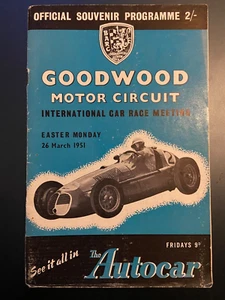 OFFICIAL SOUVENIR PROGRAMME 2/-
BARC
GOODWOOD
MOTOR CIRCUIT
INTERNATIONAL CAR RACE MEETING
EASTER MONDAY
26 March 1951
FRIDAYS 9ᴰ
See it all in The Autocar